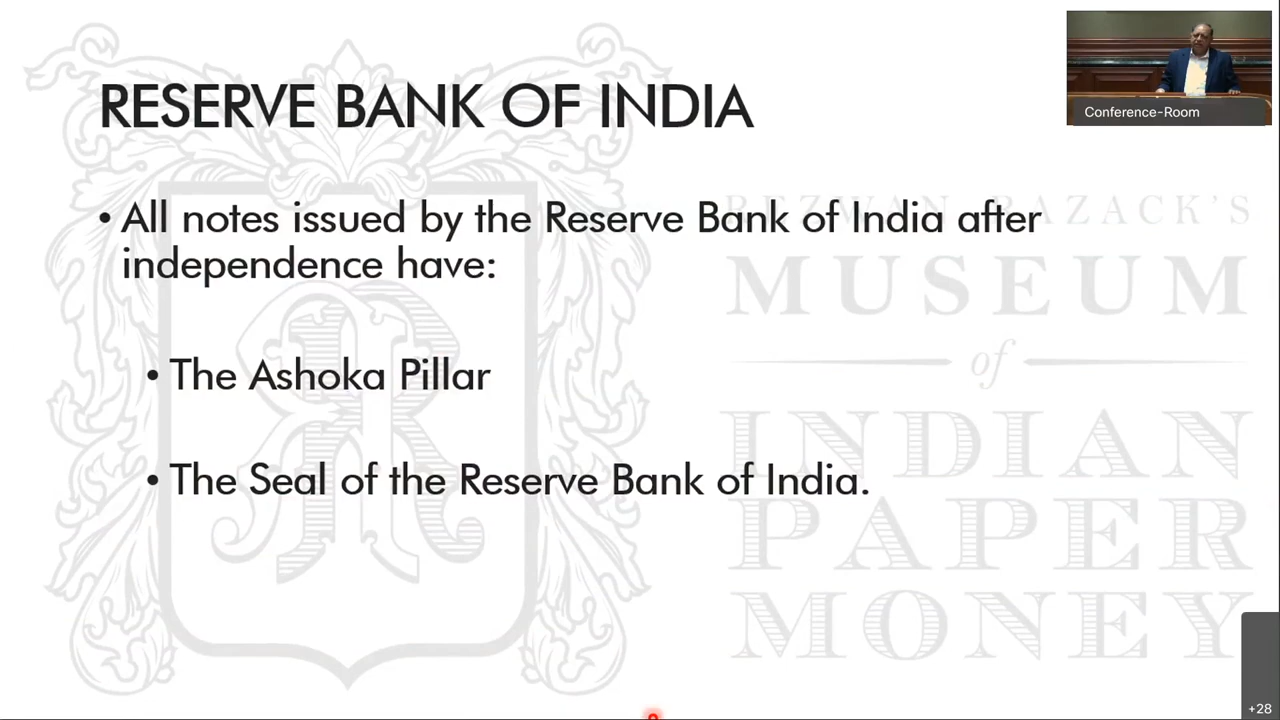 RESERVE BANK OF INDIA
Conference-Room
• All notes issued by the Reserve Bank of India after
independence have:
• The Ashoka Pillar
• The Seal of the Reserve Bank of India.
REZWAN RAZACK'S
MUSEUM
of
INDIAN
PAPER
MONEY
+28